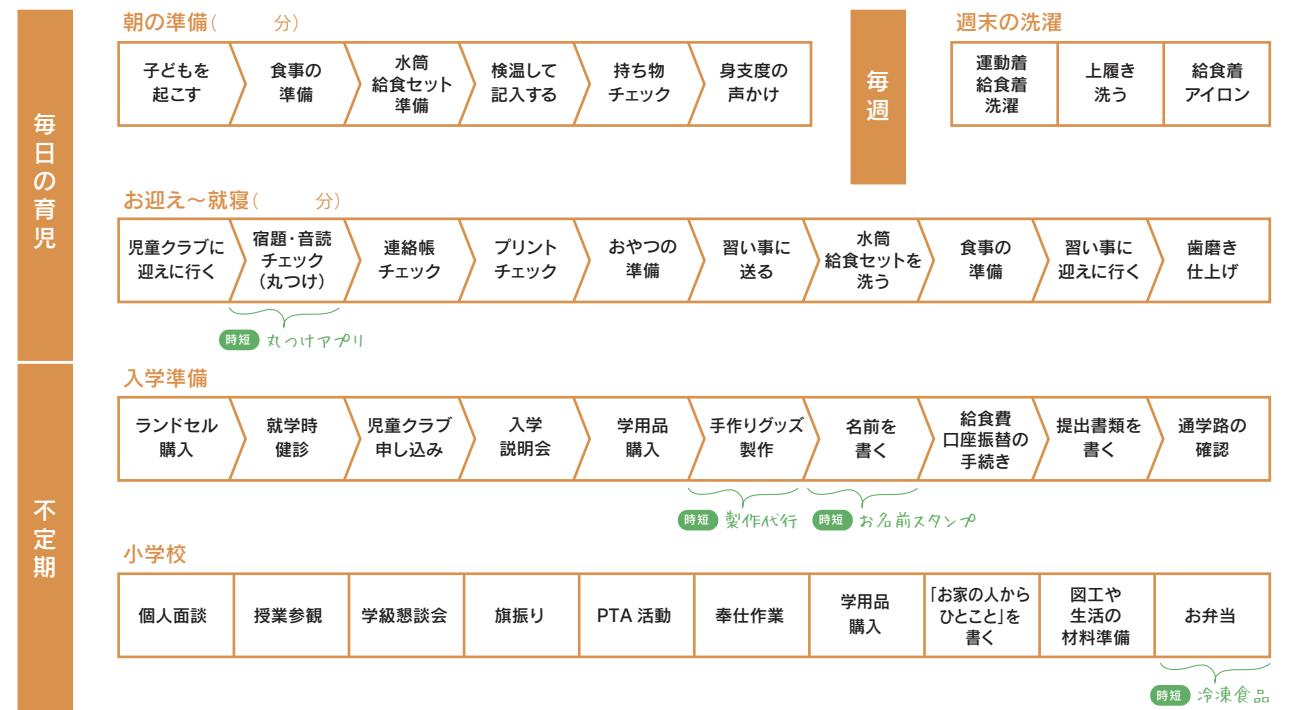 毎日の育児
朝の準備(　　　分)
子どもを
起こす
食事の
準備
水筒
給食セット
準備
検温して
記入する
持ち物
チェック
身支度の
声かけ
毎週
週末の洗濯
運動着
給食着
洗濯
上履き
洗う
給食着
アイロン
お迎え〜就寝(　　　分)
児童クラブに
迎えに行く
宿題・音読
チェック
(丸つけ)
連絡帳
チェック
プリント
チェック
おやつの
準備
習い事に
送る
水筒
給食セットを
洗う
食事の
準備
習い事に
迎えに行く
歯磨き
仕上げ
時短 丸つけアプリ
不定期
入学準備
ランドセル
購入
就学時
健診
児童クラブ
申し込み
入学
説明会
学用品
購入
手作りグッズ
製作
名前を
書く
給食費
口座振替の
手続き
提出書類を
書く
通学路の
確認
時短 製作代行
時短 お名前スタンプ
小学校
個人面談
授業参観
学級懇談会
旗振り
PTA 活動
奉仕作業
学用品
購入
「お家の人から
ひとこと」を
書く
図工や
生活の
材料準備
お弁当
時短 冷凍食品